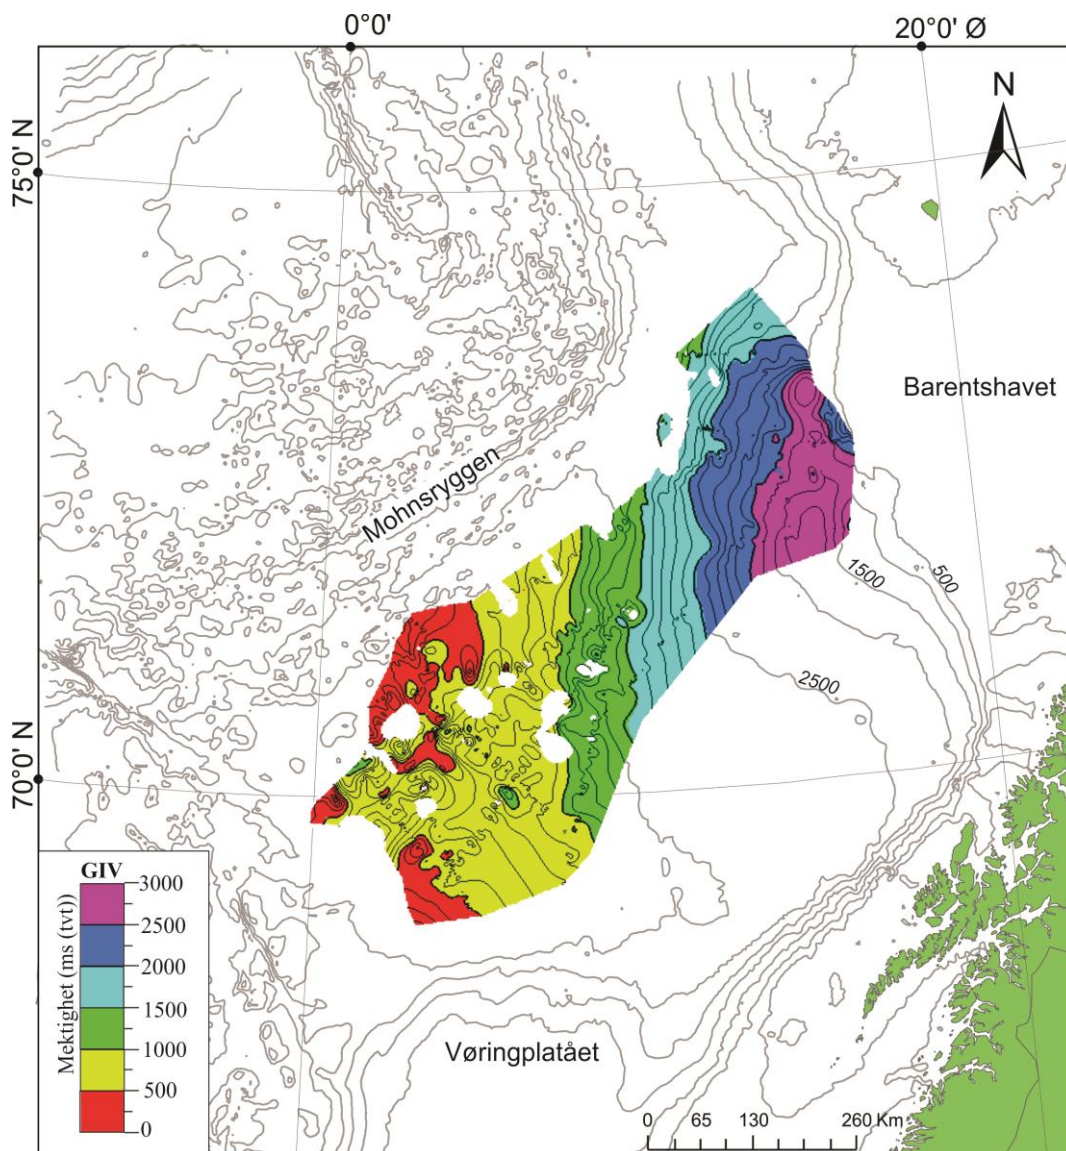 0°0'
20°0' Ø
75°0' N
N
Barentshavet
Mohnsryggen
1500
500
2500
70°0' N
GIV
Mektighet (ms (tvt)
3000
2500
2000
1500
1000
500
0
Vøringplatået
0 65 130 260 Km